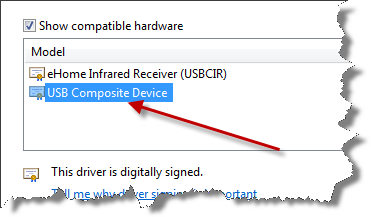 Show compatible hardware
Model
eHome Infrared Receiver (USBCIR)
USB Composite Device
This driver is digitally signed.
Tell me why driver signing is important